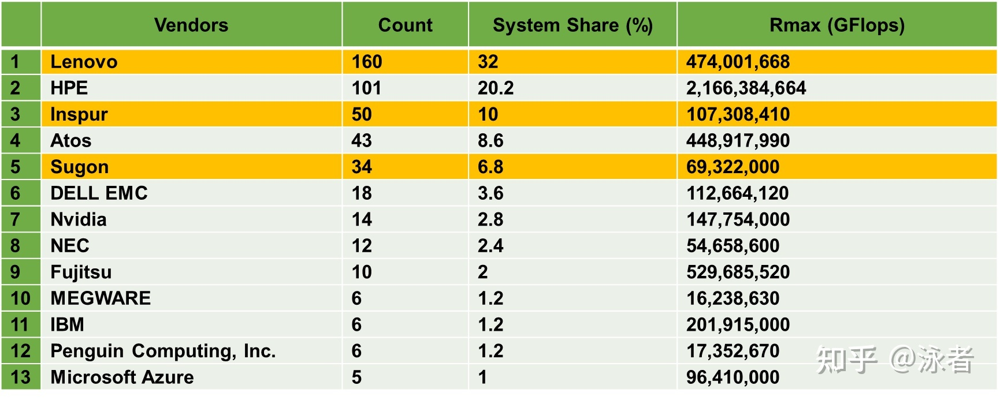 Vendors Count System Share (%) Rmax (GFlops)
1 Lenovo 160 32 474,001,668
2 HPE 101 20.2 2,166,384,664
3 Inspur 50 10 107,308,410
4 Atos 43 8.6 448,917,990
5 Sugon 34 6.8 69,322,000
6 DELL EMC 18 3.6 112,664,120
7 Nvidia 14 2.8 147,754,000
8 NEC 12 2.4 54,658,600
9 Fujitsu 10 2 529,685,520
10 MEGWARE 6 1.2 16,238,630
11 IBM 6 1.2 201,915,000
12 Penguin Computing, Inc. 6 1.2 17,352,670
13 Microsoft Azure 5 1 96,410,000
知乎 @泳者